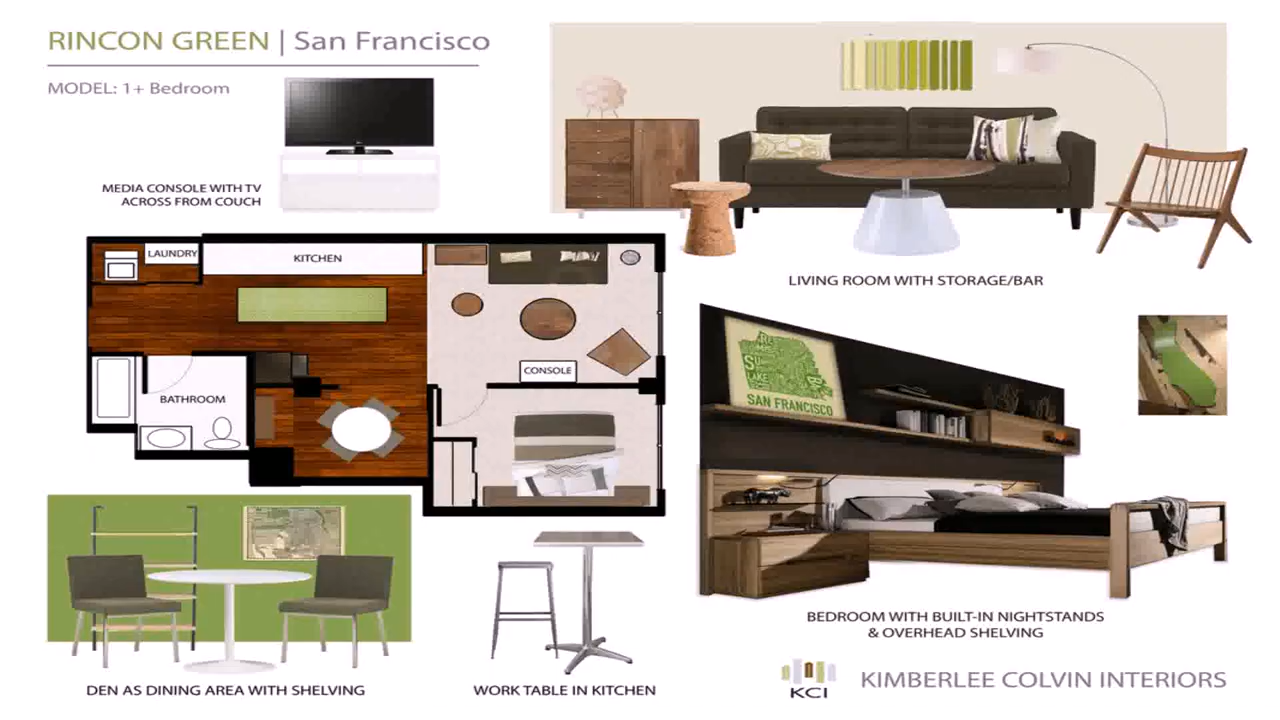 RINCON GREEN | San Francisco
MODEL: 1+ Bedroom
MEDIA CONSOLE WITH TV
ACROSS FROM COUCH
LIVING ROOM WITH STORAGE/BAR
LAUNDRY
KITCHEN
CONSOLE
BATHROOM
SAN FRANCISCO
BEDROOM WITH BUILT-IN NIGHTSTANDS
& OVERHEAD SHELVING
DEN AS DINING AREA WITH SHELVING
WORK TABLE IN KITCHEN
KCI
KIMBERLEE COLVIN INTERIORS